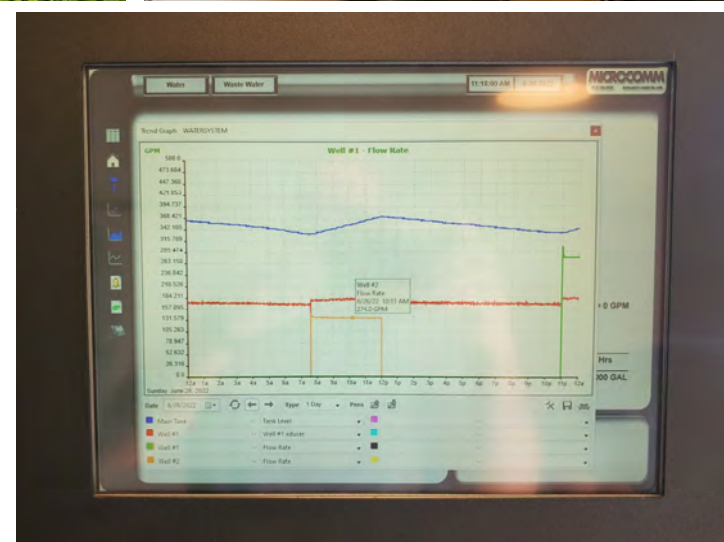 Water
Waste Water
11:18:00 AM
MICROCOMM
Trend Graph WATERSYSTEM
GPM
Well #1 - Flow Rate
500.0
473.684
447.368
421.053
394.737
368.421
342.105
315.789
289.474
263.158
236.842
210.526
184.211
157.895
131.579
105.263
78.947
52.632
26.316
0.0
Well #2
Flow Rate
6/26/22 10:11 AM
274.0 GPM
0 GPM
Hrs
000 GAL
12a 1a 2a 3a 4a 5a 6a 7a 8a 9a 10a 11a 12p 1p 2p 3p 4p 5p 6p 7p 8p 9p 10p 11p 12a
Sunday June 26, 2022
Date 6/26/2022 Type 1 Day Pens
Main Tank Tank Level
Well #1 Well #1 educer
Well #1 Flow Rate
Well #2 Flow Rate